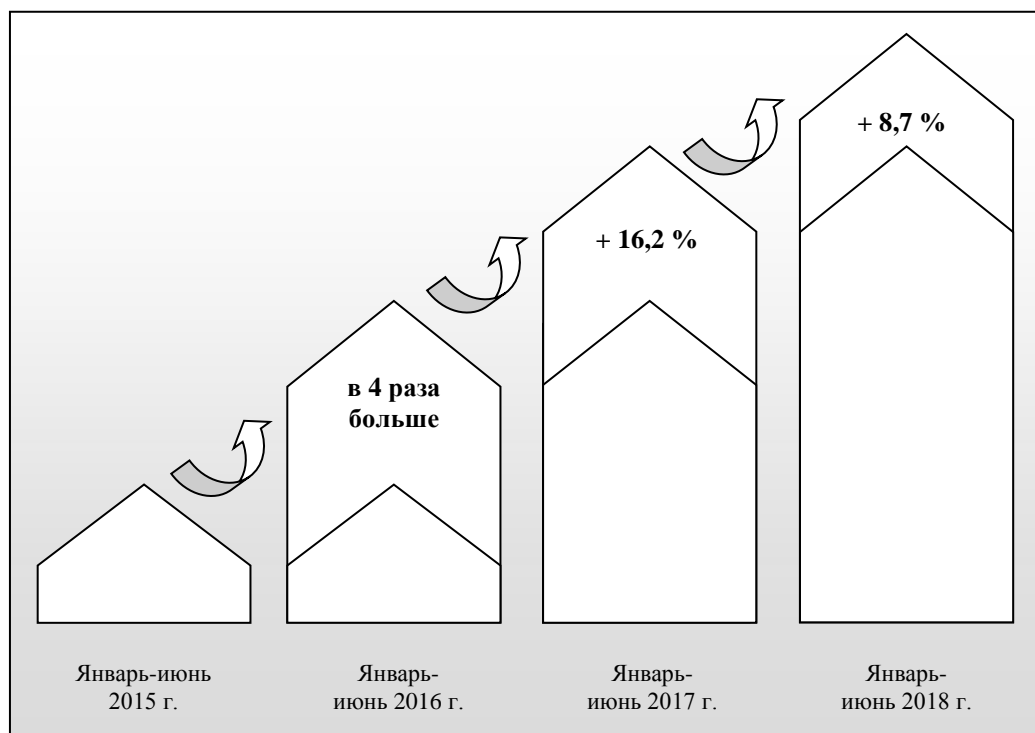 + 8,7 %
+ 16,2 %
в 4 раза
больше
Январь-июнь
2015 г.
Январь-
июнь 2016 г.
Январь-
июнь 2017 г.
Январь-
июнь 2018 г.